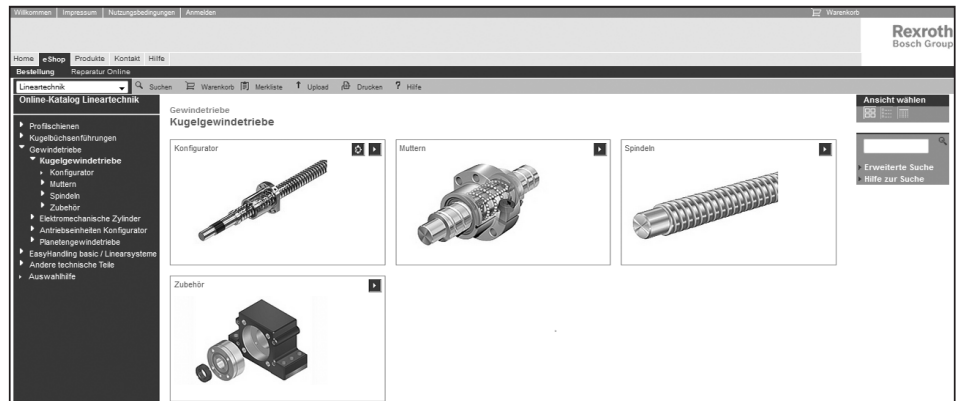 Willkommen | Impressum | Nutzungsbedingungen | Anmelden
Warenkorb
Rexroth
Bosch Group
Home eShop Produkte Kontakt Hilfe
Bestellung Reparatur Online
Lineartechnik Suchen Warenkorb Merkliste Upload Drucken ? Hilfe
Online-Katalog Lineartechnik
Profilschienen
Kugelbüchsenführungen
Gewindetriebe
Kugelgewindetriebe
Konfigurator
Muttern
Spindeln
Zubehör
Elektromechanische Zylinder
Antriebseinheiten Konfigurator
Planetengewindetriebe
EasyHandling basic / Linearsysteme
Andere technische Teile
Auswahlhilfe
Gewindetriebe
Kugelgewindetriebe
Konfigurator
Muttern
Spindeln
Zubehör
Ansicht wählen
Erweiterte Suche
Hilfe zur Suche